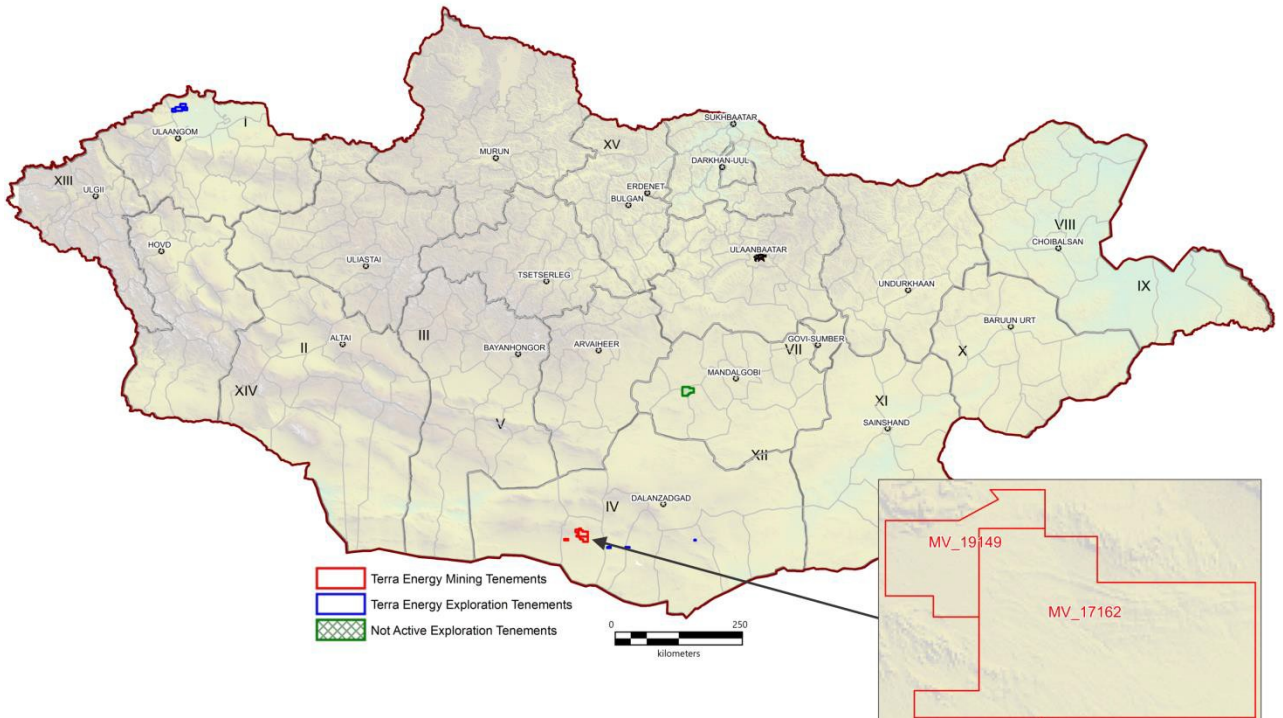 SUKHBAATAR
I
ULAANGOM
XV
MURUN
DARKHAN-UUL
XIII
ULGII
ERDENET
BULGAN
VIII
HOVD
CHOIBALSAN
ULAANBAATAR
ULIASTAI
TSETSERLEG
UNDURKHAAN
IX
BARUUN URT
II
ALTAI
III
BAYANHONGOR
ARVAIHEER
VII
GOVI-SUMBER
X
MANDALGOBI
XIV
XI
V
SAINSHAND
XII
IV
DALANZADGAD
MV_19149
MV_17162
Terra Energy Mining Tenements
Terra Energy Exploration Tenements
Not Active Exploration Tenements
0 250
kilometers